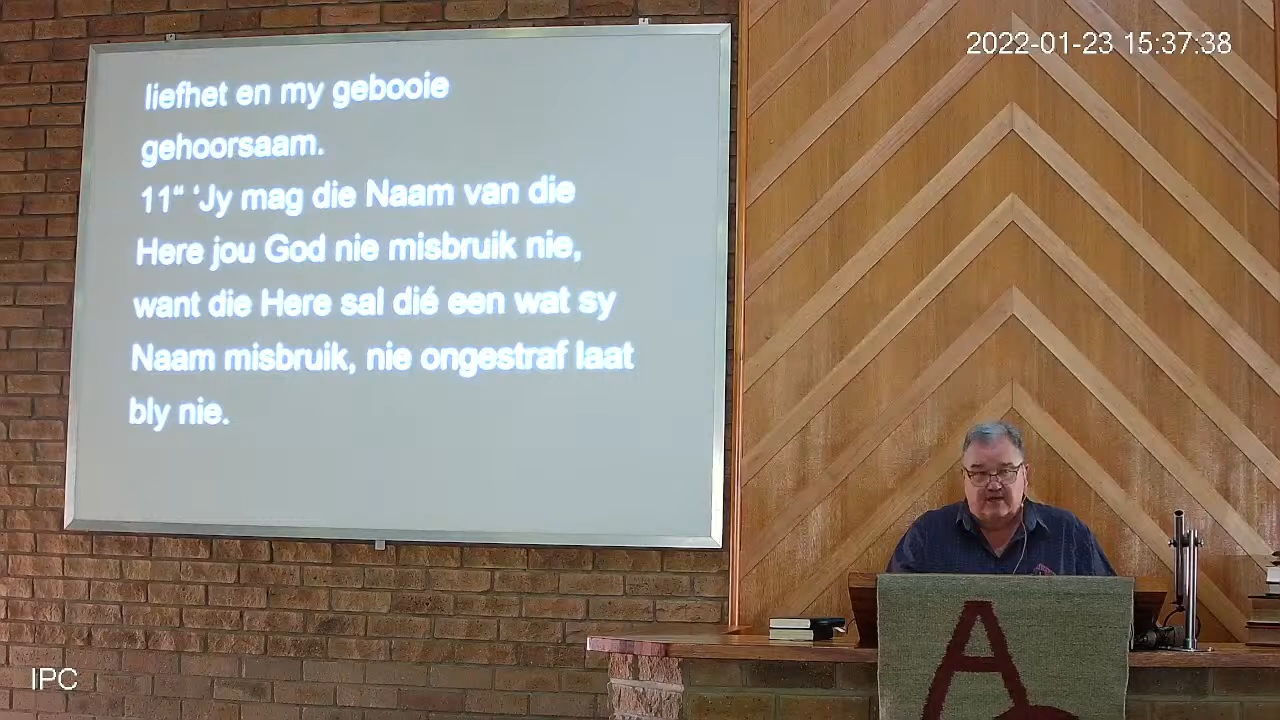 2022-01-23 15:37:38
liefhet en my gebooie
gehoorsaam.
11“ ‘Jy mag die Naam van die
Here jou God nie misbruik nie,
want die Here sal dié een wat sy
Naam misbruik, nie ongestraf laat
bly nie.
A
IPC